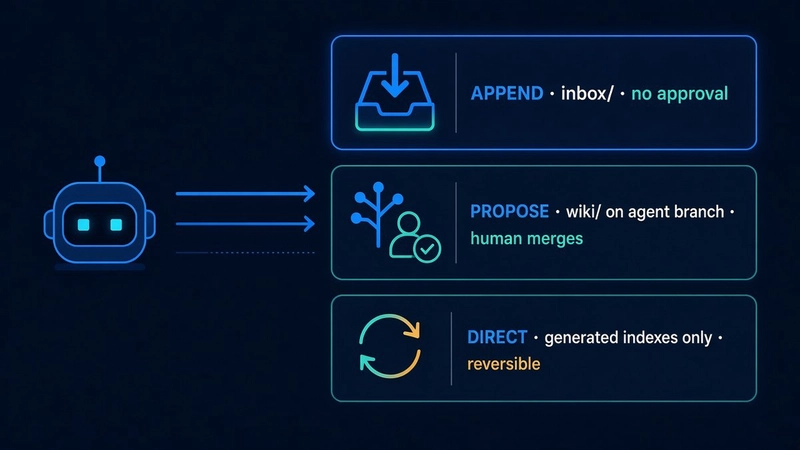 APPEND · inbox/ · no approval
PROPOSE · wiki/ on agent branch ·
human merges
DIRECT · generated indexes only ·
reversible